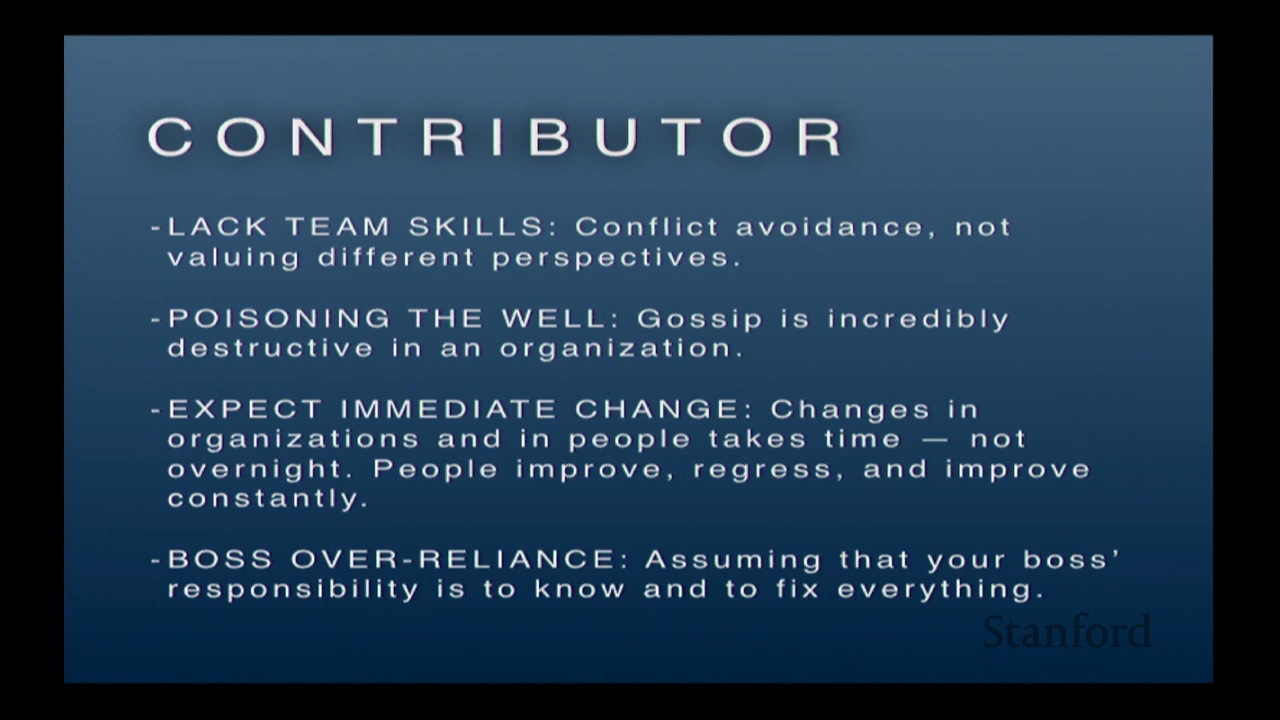 CONTRIBUTOR
-LACK TEAM SKILLS: Conflict avoidance, not
valuing different perspectives.
-POISONING THE WELL: Gossip is incredibly
destructive in an organization.
-EXPECT IMMEDIATE CHANGE: Changes in
organizations and in people takes time — not
overnight. People improve, regress, and improve
constantly.
-BOSS OVER-RELIANCE: Assuming that your boss’
responsibility is to know and to fix everything.
Stanford